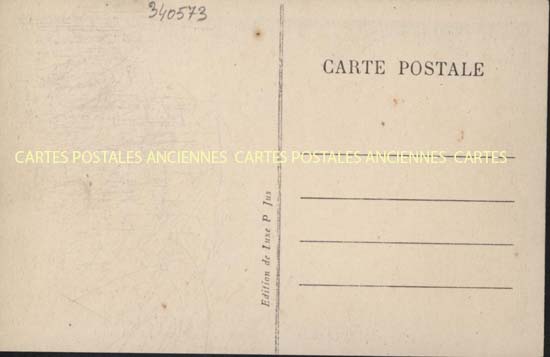 340573
CARTE POSTALE
CARTES POSTALES ANCIENNES CARTES POSTALES ANCIENNES CARTES
Edition de Luxe P. Jus